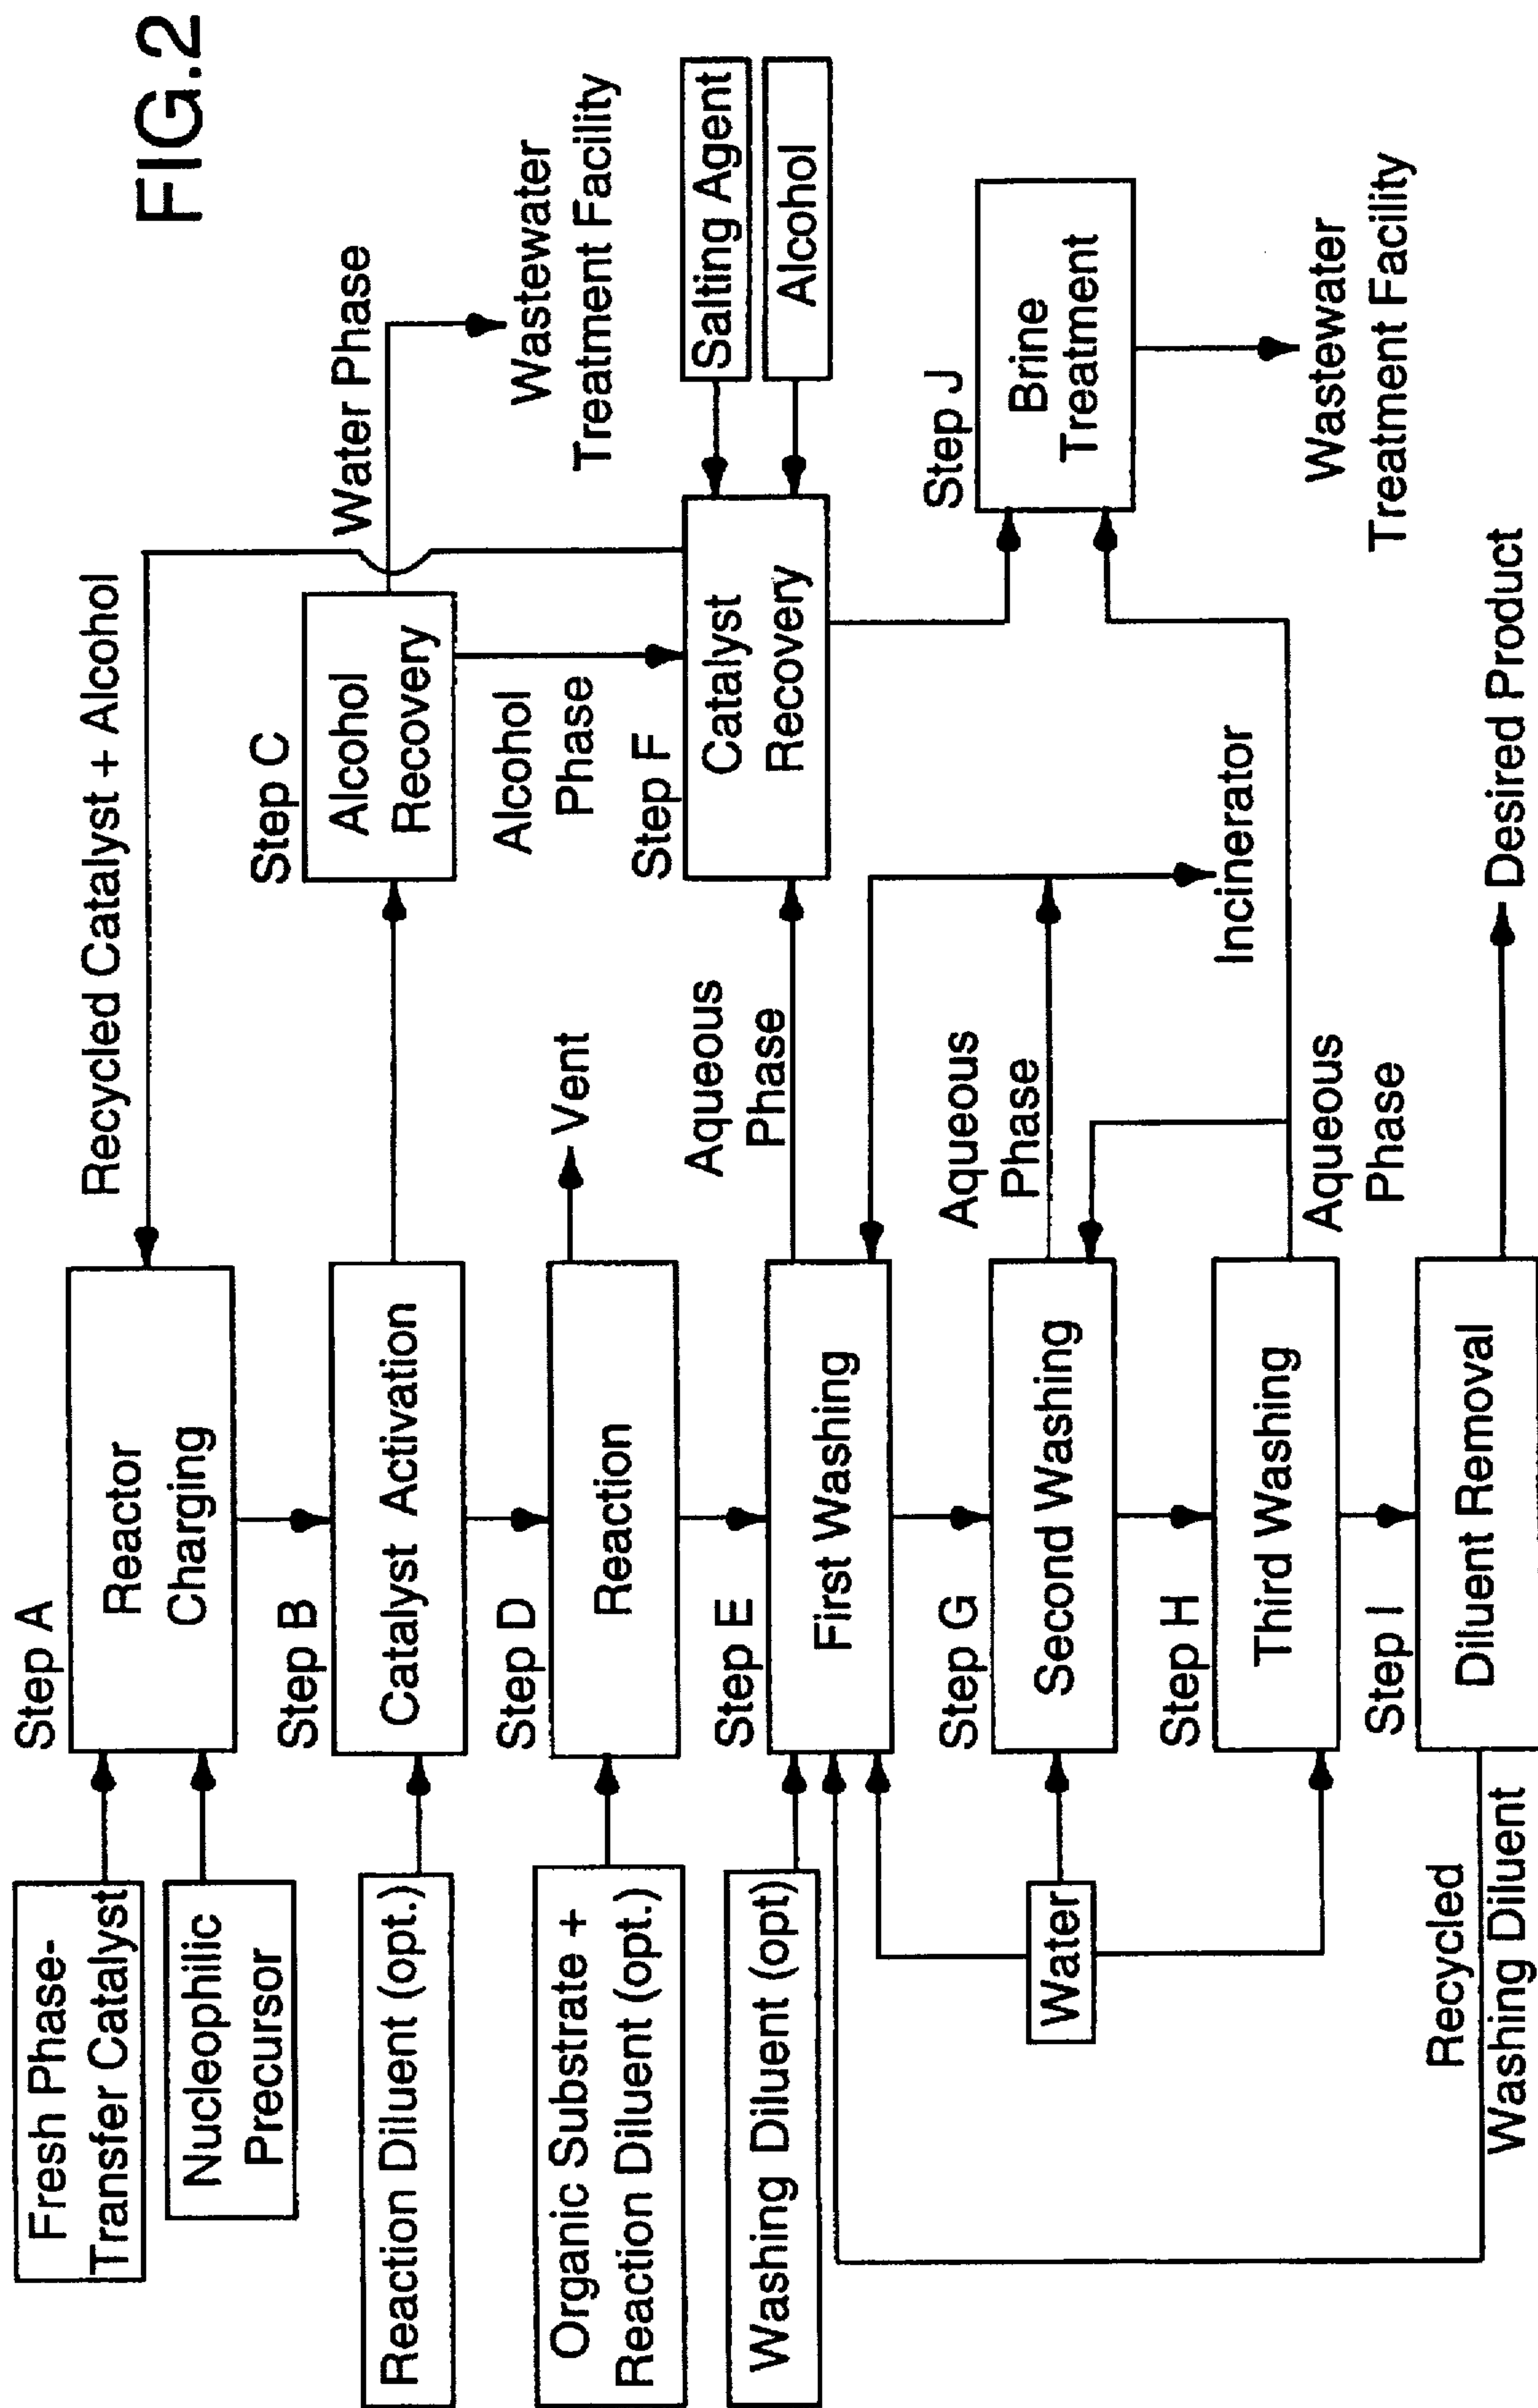 FIG.2
Step A
Fresh Phase-
Transfer Catalyst
Nucleophilic
Precursor
Reactor
Charging
Recycled Catalyst + Alcohol
Step B
Reaction Diluent (opt.)
Catalyst Activation
Step C
Alcohol
Recovery
Water Phase
Wastewater
Treatment Facility
Alcohol
Phase
Step D
Organic Substrate +
Reaction Diluent (opt.)
Reaction
Vent
Step E
Washing Diluent (opt)
First Washing
Aqueous
Phase
Step F
Catalyst
Recovery
Salting Agent
Alcohol
Step G
Water
Second Washing
Aqueous
Phase
Incinerator
Step J
Brine
Treatment
Wastewater
Treatment Facility
Step H
Third Washing
Aqueous
Phase
Step I
Diluent Removal
Recycled
Washing Diluent
Desired Product